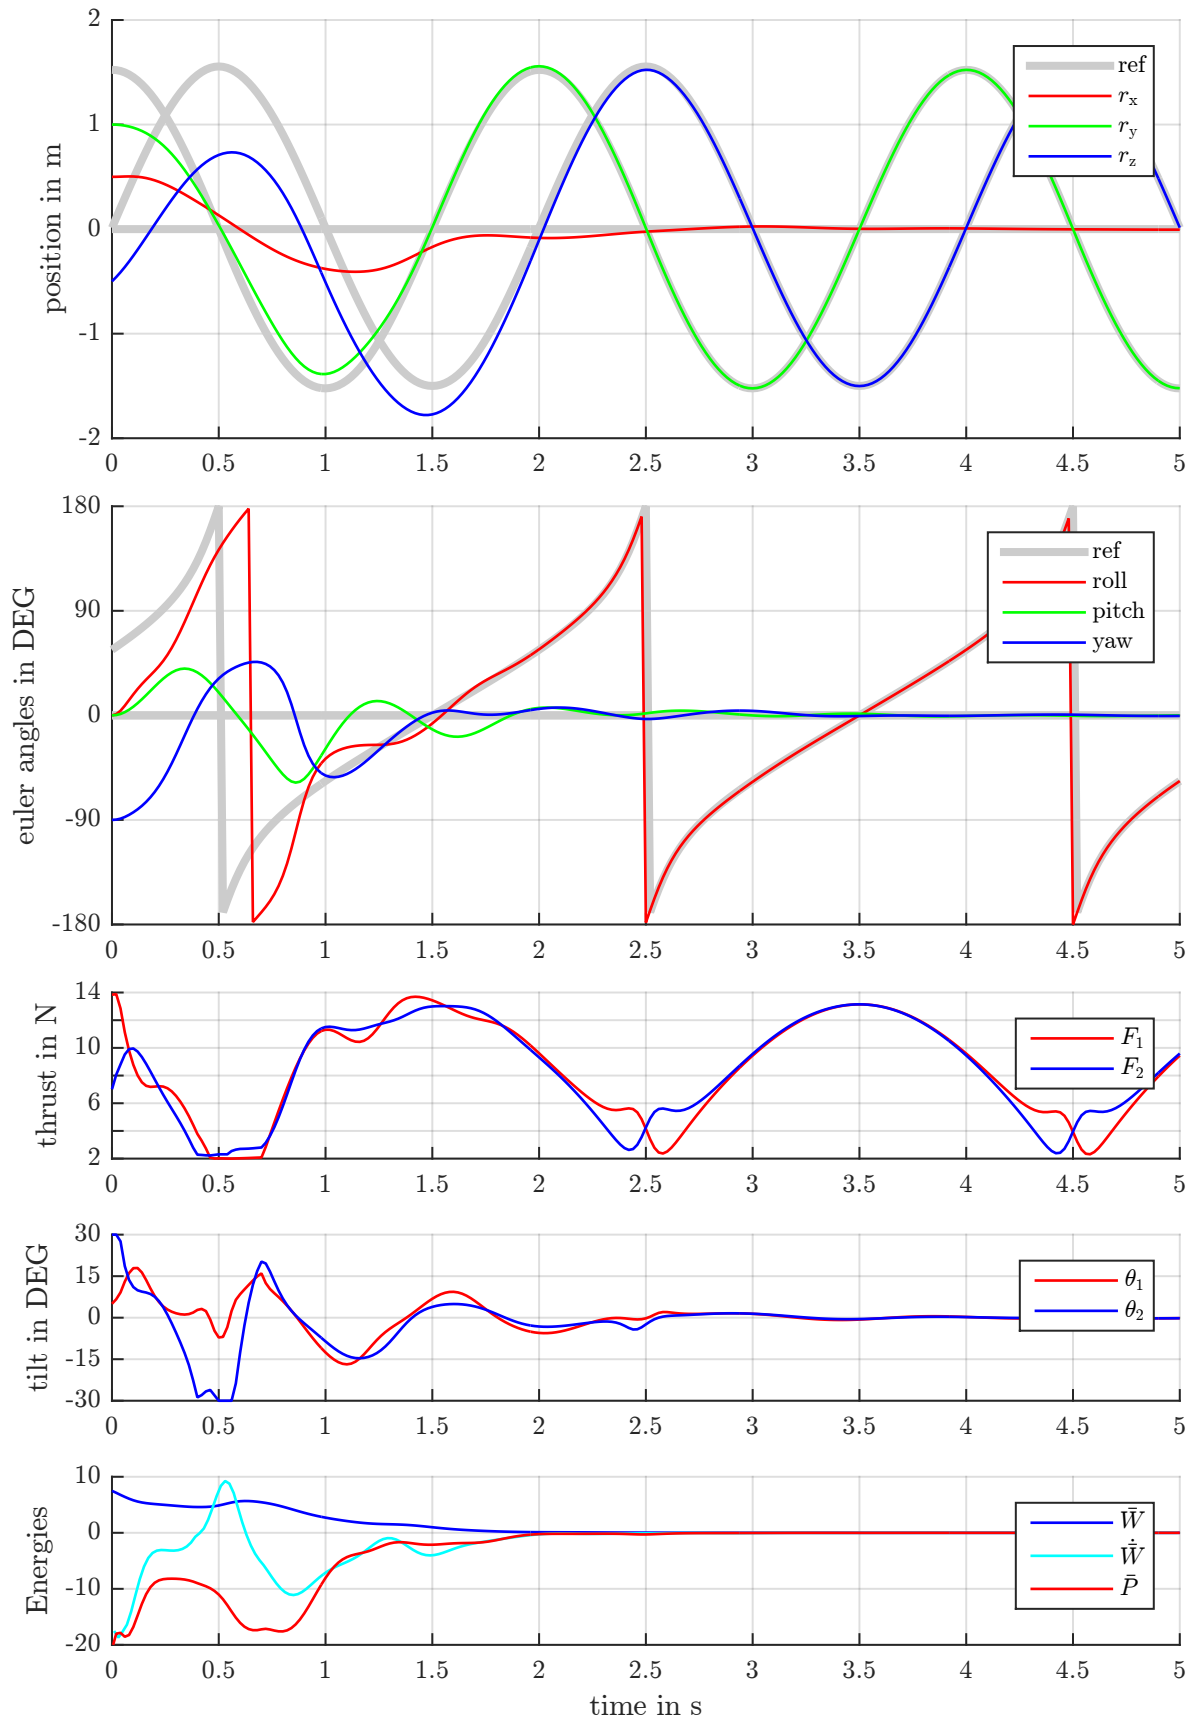 2
1
0
-1
-2
position in m
ref
r_x
r_y
r_z
0 0.5 1 1.5 2 2.5 3 3.5 4 4.5 5
180
90
0
-90
-180
euler angles in DEG
ref
roll
pitch
yaw
0 0.5 1 1.5 2 2.5 3 3.5 4 4.5 5
14
10
6
2
thrust in N
F_1
F_2
0 0.5 1 1.5 2 2.5 3 3.5 4 4.5 5
30
15
0
-15
-30
tilt in DEG
θ_1
θ_2
0 0.5 1 1.5 2 2.5 3 3.5 4 4.5 5
10
0
-10
-20
Energies
W̄
W̄̇
P̄
0 0.5 1 1.5 2 2.5 3 3.5 4 4.5 5
time in s